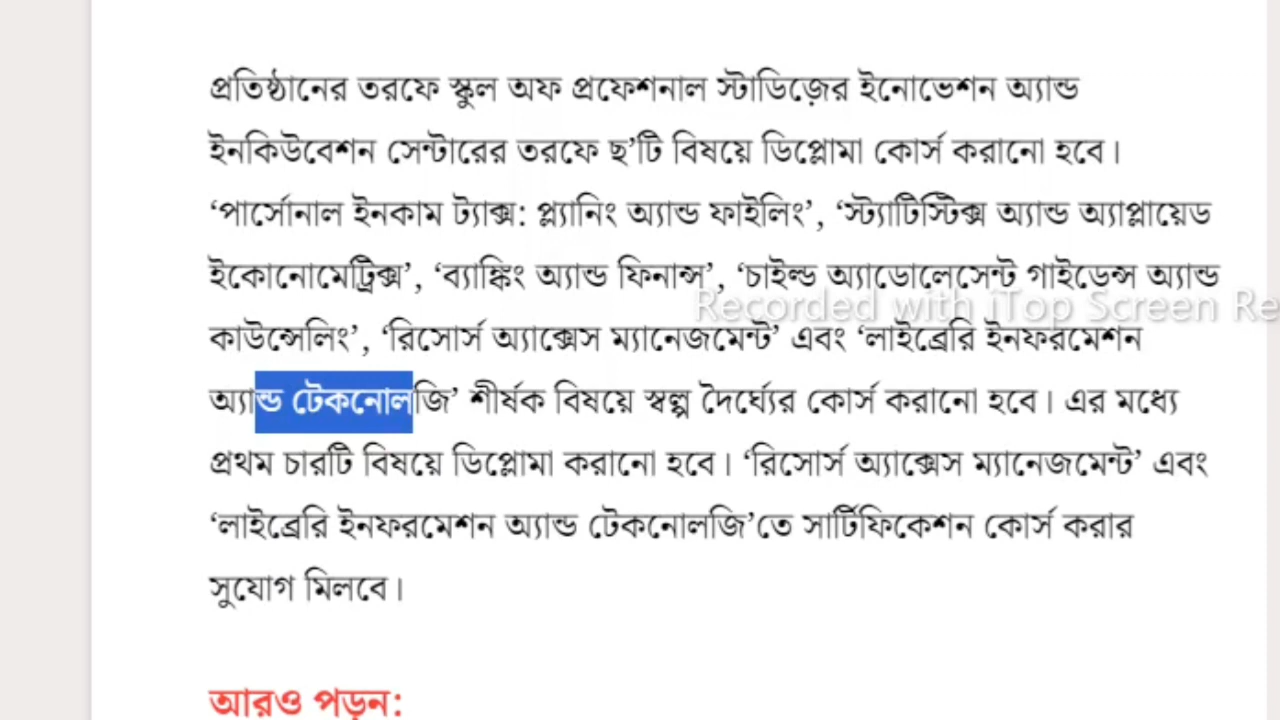 প্রতিষ্ঠানের তরফে স্কুল অফ প্রফেশনাল স্টাডিজ়ের ইনোভেশন অ্যান্ড
ইনকিউবেশন সেন্টারের তরফে ছ’টি বিষয়ে ডিপ্লোমা কোর্স করানো হবে।
‘পার্সোনাল ইনকাম ট্যাক্স: প্ল্যানিং অ্যান্ড ফাইলিং’, ‘স্ট্যাটিস্টিক্স অ্যান্ড অ্যাপ্লায়েড
ইকোনোমেট্রিক্স’, ‘ব্যাঙ্কিং অ্যান্ড ফিনান্স’, ‘চাইল্ড অ্যাডোলেসেন্ট গাইডেন্স অ্যান্ড
Recorded with iTop Screen Re
কাউন্সেলিং’, ‘রিসোর্স অ্যাক্সেস ম্যানেজমেন্ট’ এবং ‘লাইব্রেরি ইনফরমেশন
অ্যান্ড টেকনোলজি’ শীর্ষক বিষয়ে স্বল্প দৈর্ঘ্যের কোর্স করানো হবে। এর মধ্যে
প্রথম চারটি বিষয়ে ডিপ্লোমা করানো হবে। ‘রিসোর্স অ্যাক্সেস ম্যানেজমেন্ট’ এবং
‘লাইব্রেরি ইনফরমেশন অ্যান্ড টেকনোলজি’তে সার্টিফিকেশন কোর্স করার
সুযোগ মিলবে।
আরও পড়ন: